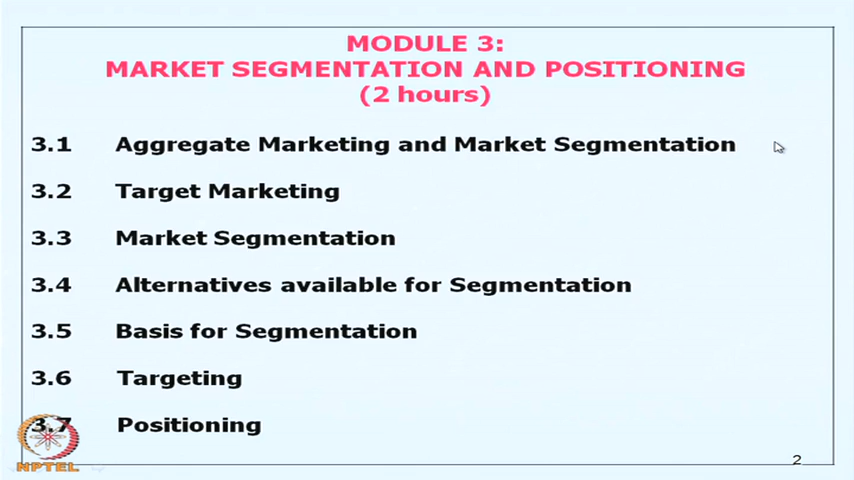 MODULE 3:
MARKET SEGMENTATION AND POSITIONING
(2 hours)
3.1 Aggregate Marketing and Market Segmentation
3.2 Target Marketing
3.3 Market Segmentation
3.4 Alternatives available for Segmentation
3.5 Basis for Segmentation
3.6 Targeting
3.7 Positioning
NPTEL
2